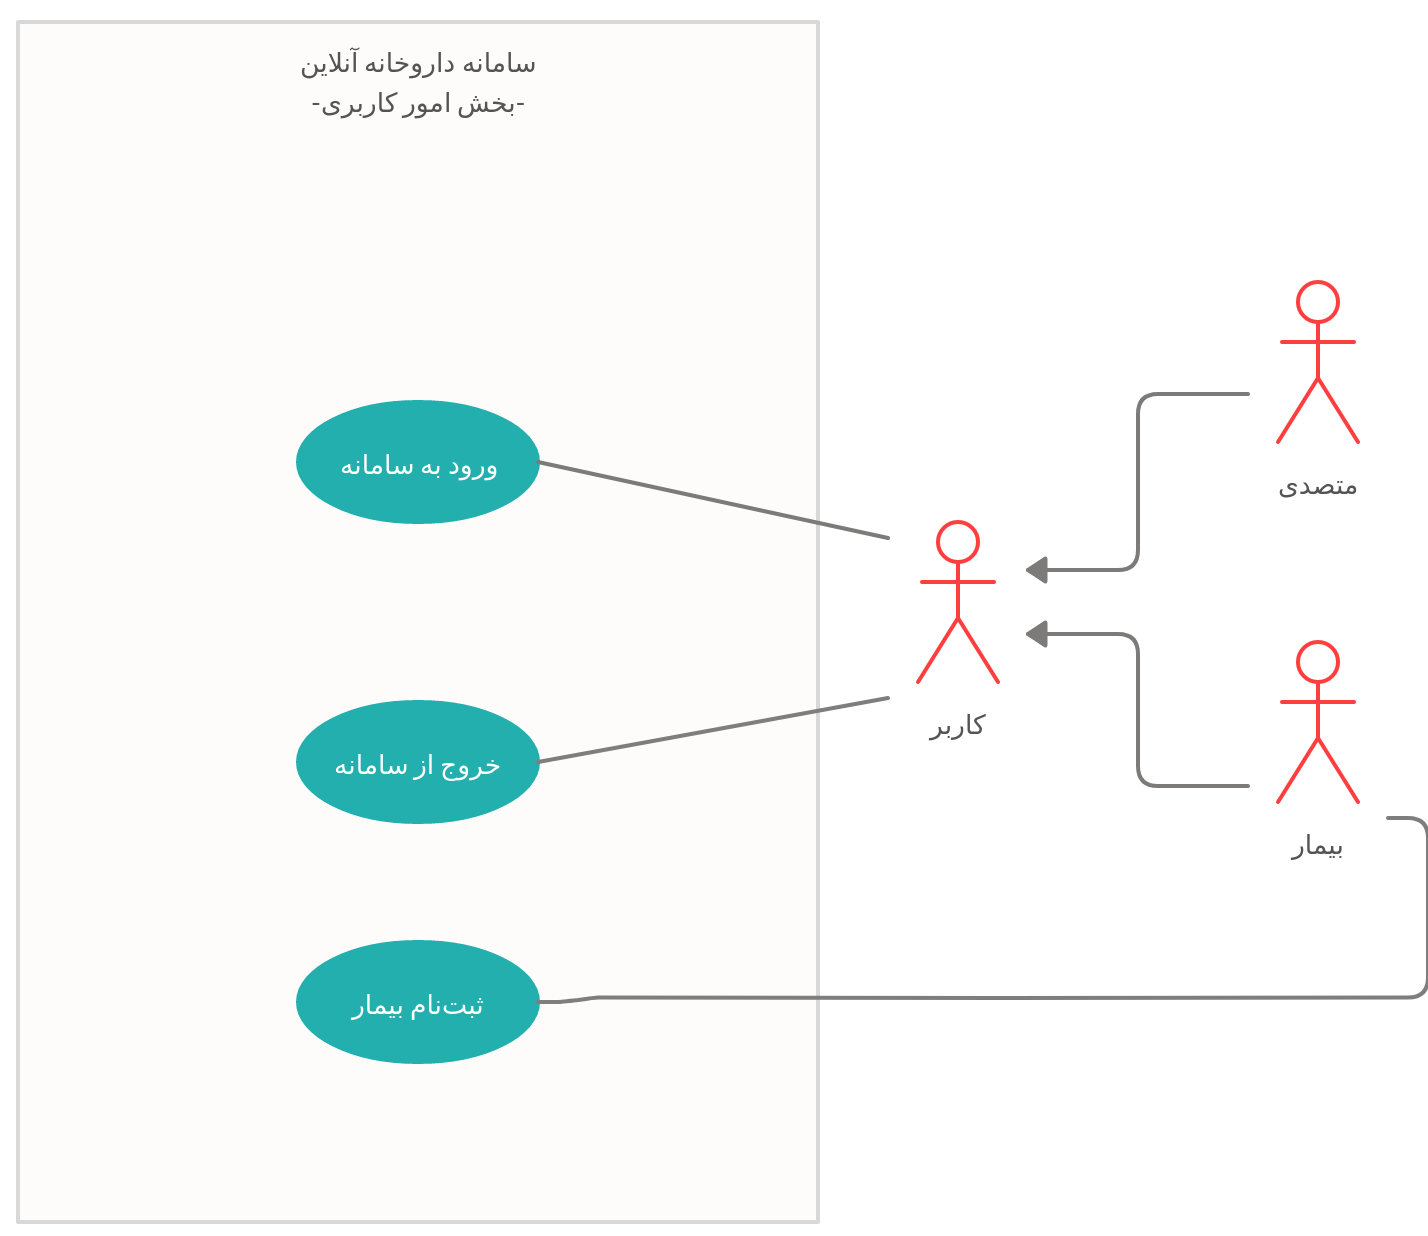 سامانه داروخانه آنلاین
-بخش امور کاربری-
متصدی
ورود به سامانه
کاربر
خروج از سامانه
بیمار
ثبت‌نام بیمار